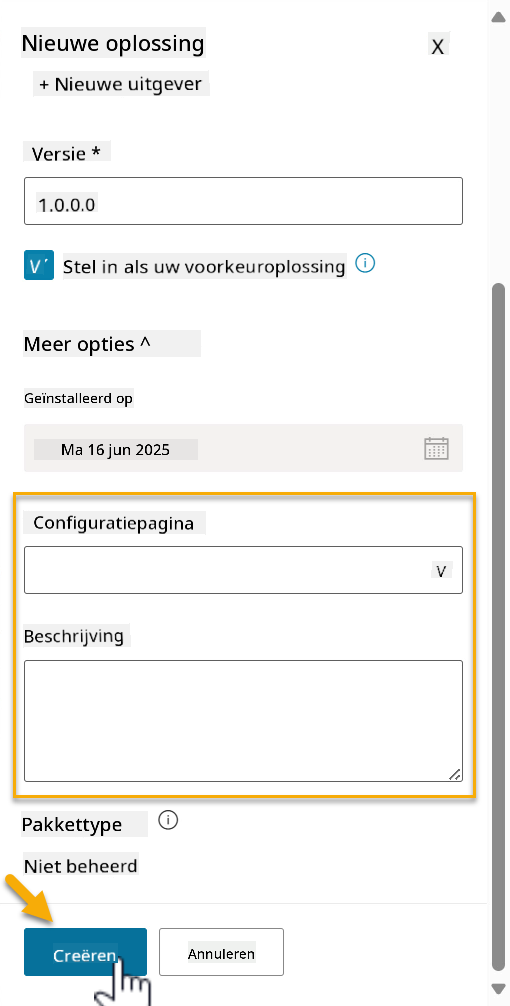 Nieuwe oplossing
X
+ Nieuwe uitgever
Versie *
1.0.0.0
V´ Stel in als uw voorkeuroplossing
Meer opties ^
Geïnstalleerd op
Ma 16 jun 2025
Configuratiepagina
V
Beschrijving
Pakkettype
Niet beheerd
Creëren
Annuleren